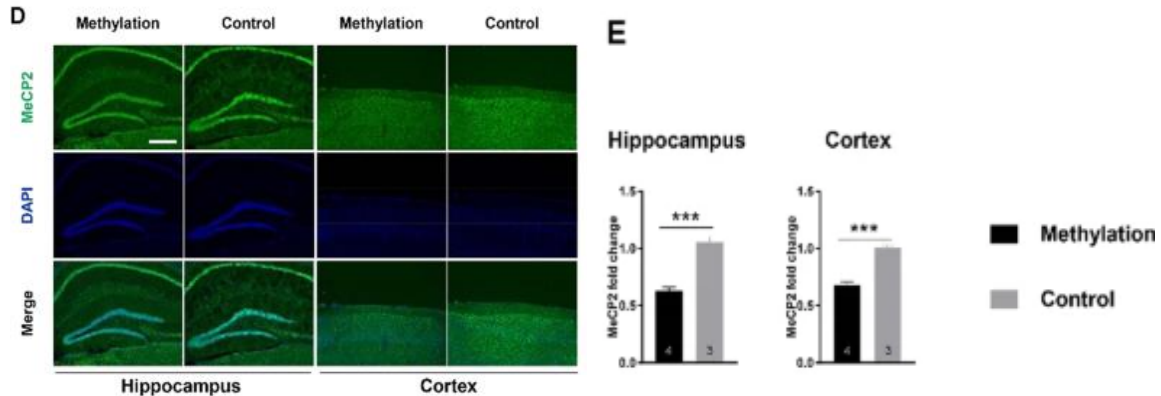 D
Methylation Control Methylation Control
MeCP2
DAPI
Merge
Hippocampus Cortex
E
Hippocampus
MeCP2 fold change
1.5
1.0
0.5
0.0
***
4 3
Cortex
MeCP2 fold change
1.5
1.0
0.5
0.0
***
4 3
Methylation
Control